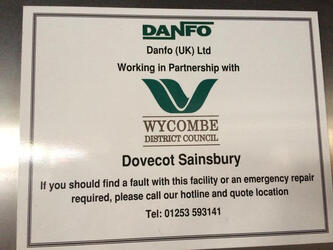 DANFO
Danfo (UK) Ltd
Working in Partnership with
WYCOMBE
DISTRICT COUNCIL
Dovecot Sainsbury
If you should find a fault with this facility or an emergency repair
required, please call our hotline and quote location
Tel: 01253 593141